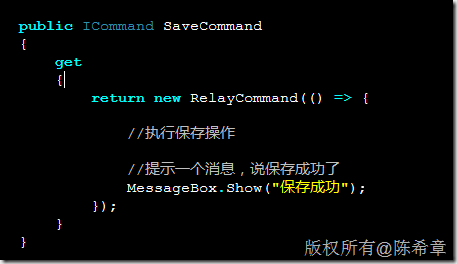 public ICommand SaveCommand
{
    get
    {
        return new RelayCommand(() => {
            //执行保存操作
            //提示一个消息，说保存成功了
            MessageBox.Show("保存成功");
        });
    }
}
版权所有@陈希章